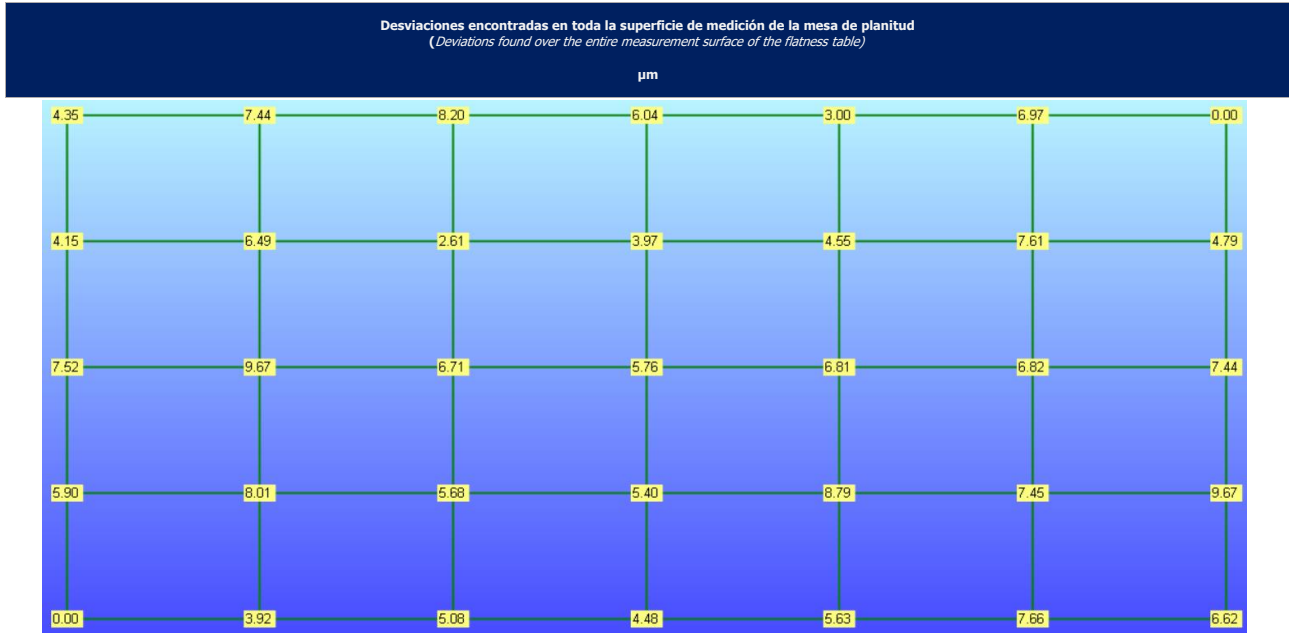 Desviaciones encontradas en toda la superficie de medición de la mesa de planitud
(Deviations found over the entire measurement surface of the flatness table)
µm
4.35 7.44 8.20 6.04 3.00 6.97 0.00
4.15 6.49 2.61 3.97 4.55 7.61 4.79
7.52 9.67 6.71 5.76 6.81 6.82 7.44
5.90 8.01 5.68 5.40 8.79 7.45 9.67
0.00 3.92 5.08 4.48 5.63 7.66 6.62